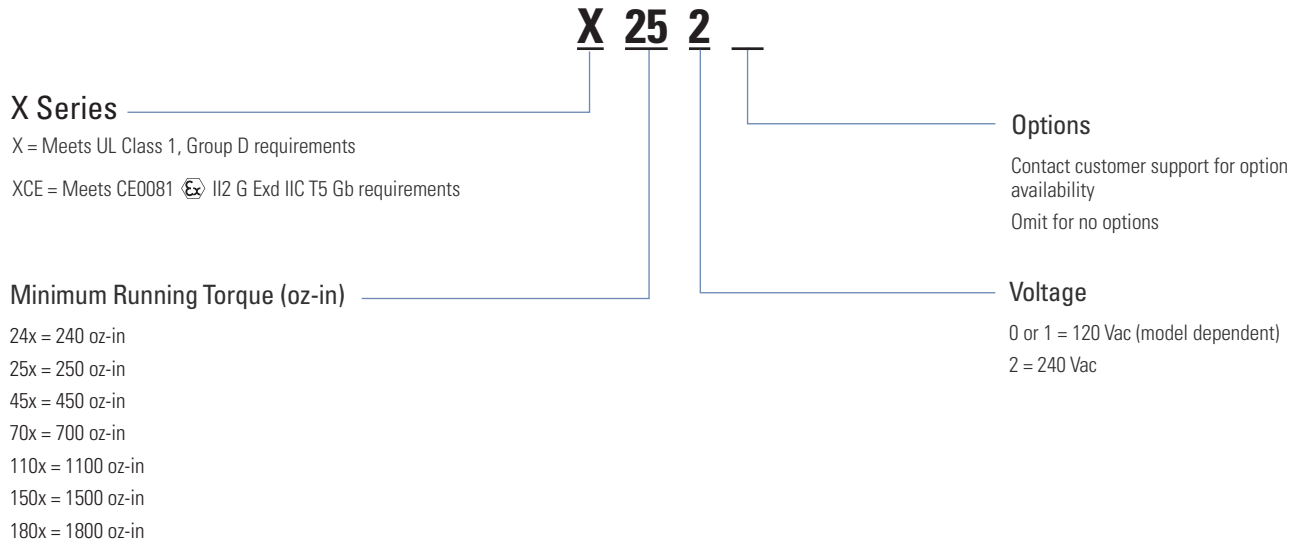 X 25 2 __
X Series
X = Meets UL Class 1, Group D requirements
XCE = Meets CE0081 Ex II2 G Exd IIC T5 Gb requirements
Minimum Running Torque (oz-in)
24x = 240 oz-in
25x = 250 oz-in
45x = 450 oz-in
70x = 700 oz-in
110x = 1100 oz-in
150x = 1500 oz-in
180x = 1800 oz-in
Options
Contact customer support for option
availability
Omit for no options
Voltage
0 or 1 = 120 Vac (model dependent)
2 = 240 Vac